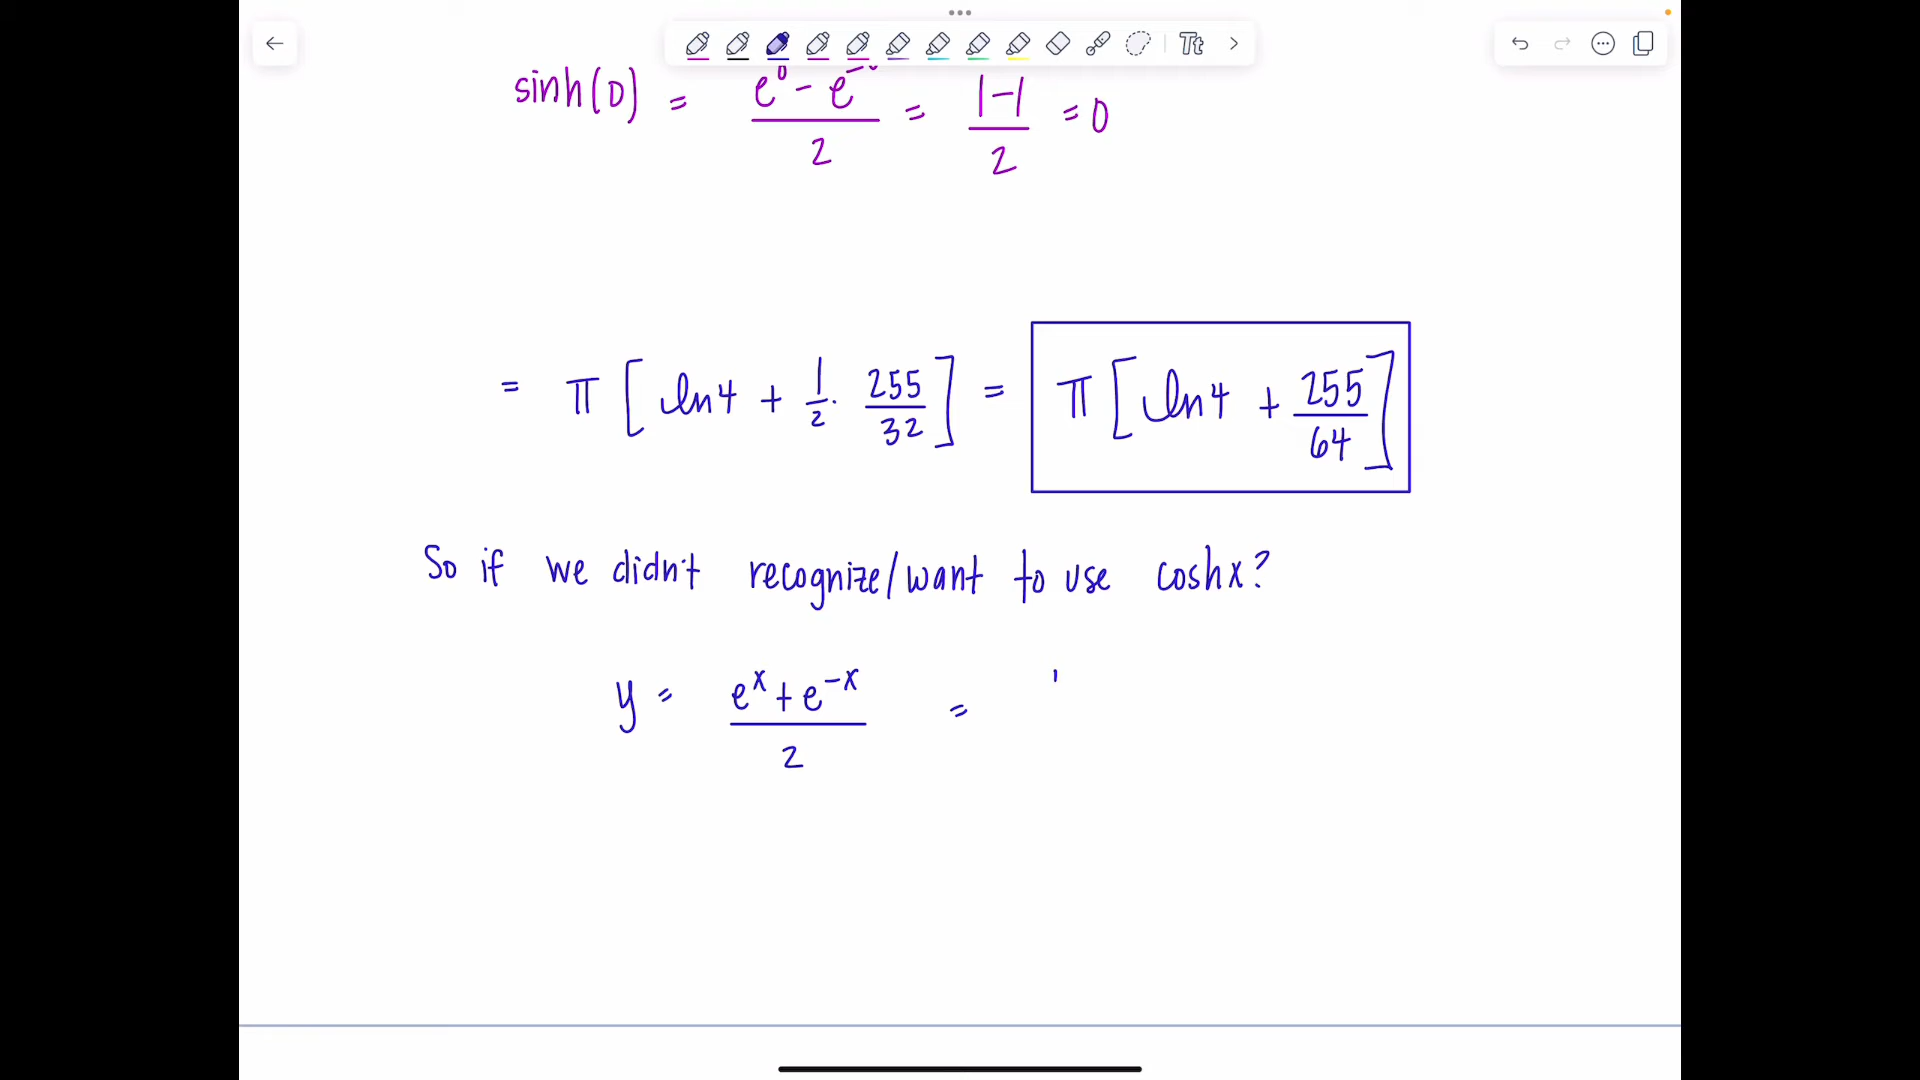 sinh(0) = e^0 - e^-0 / 2 = 1-1 / 2 = 0
= π [ ln4 + 1/2 · 255/32 ] = π [ ln4 + 255/64 ]
So if we didn't recognize/want to use coshx?
y = e^x + e^-x / 2 =
Tt